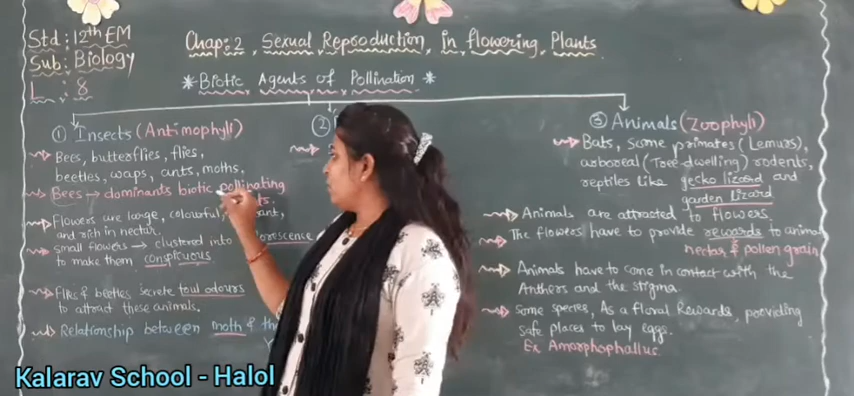 Std : 12th EM
Sub: Biology
L : 8
Chap: 2, Sexual Reproduction, in flowering, Plants
* Biotic Agents of Pollination *
① Insects (Antimophyli)
Bees, butterflies, flies,
beetles, waps, ants, moths,
Bees → dominants biotic pollinating
Flowers are large, colourful,
and rich in nectar.
small flowers → clustered into
to make them conspicuous
Flies & beetles secrete foul odours
to attract these animals.
Relationship between moth &
(2)
③ Animals (Zoophyli)
Bats, some primates (Lemurs),
arboreal (Tree-dwelling) rodents,
reptiles like gecko lizard and
garden lizard
Animals are attracted to flowers.
The flowers have to provide rewards to animal
nectar & pollen grain
Animals have to come in contact with the
Anthers and the stigma.
Some species, As a floral Rewards, providing
safe places to lay eggs.
Ex Amorphophallus.
Kalarav School - Halol